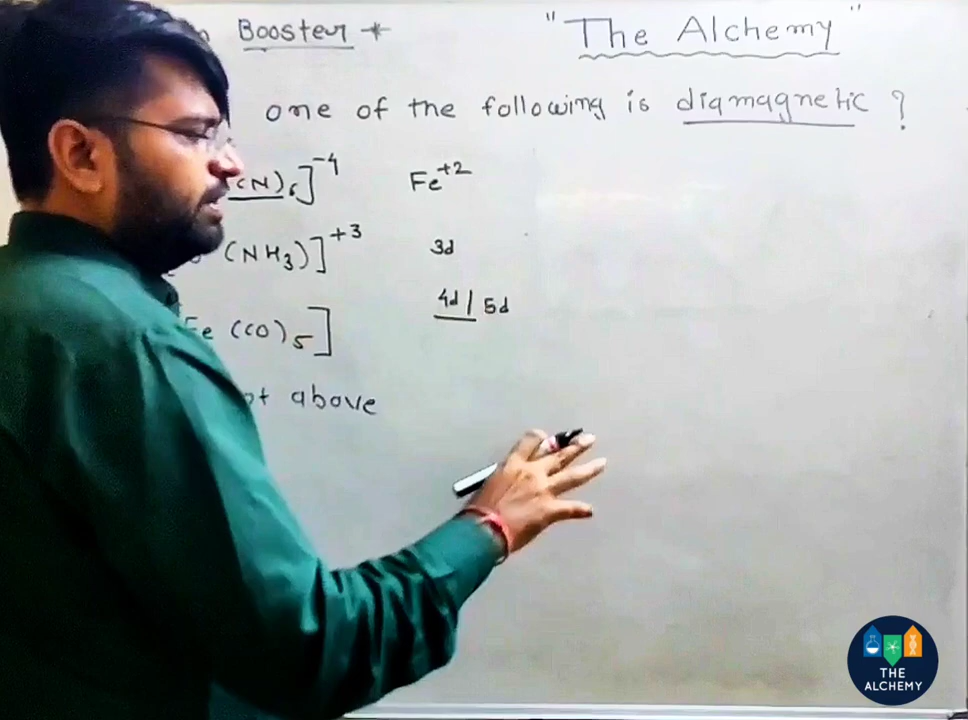 Booster * "The Alchemy"
one of the following is diamagnetic ?
(CN)6]-4 Fe+2
(NH3)]+3 3d
4d / 5d
Fe (CO)5]
above
THE
ALCHEMY